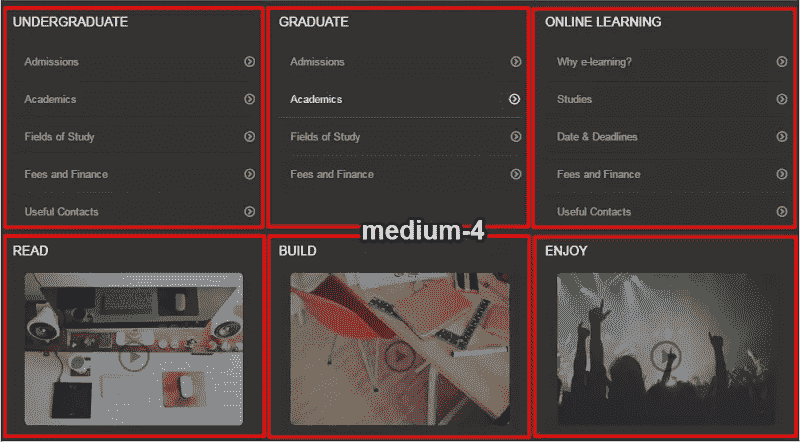 UNDERGRADUATE
Admissions
Academics
Fields of Study
Fees and Finance
Useful Contacts
GRADUATE
Admissions
Academics
Fields of Study
Fees and Finance
ONLINE LEARNING
Why e-learning?
Studies
Date & Deadlines
Fees and Finance
Useful Contacts
medium-4
READ
BUILD
ENJOY